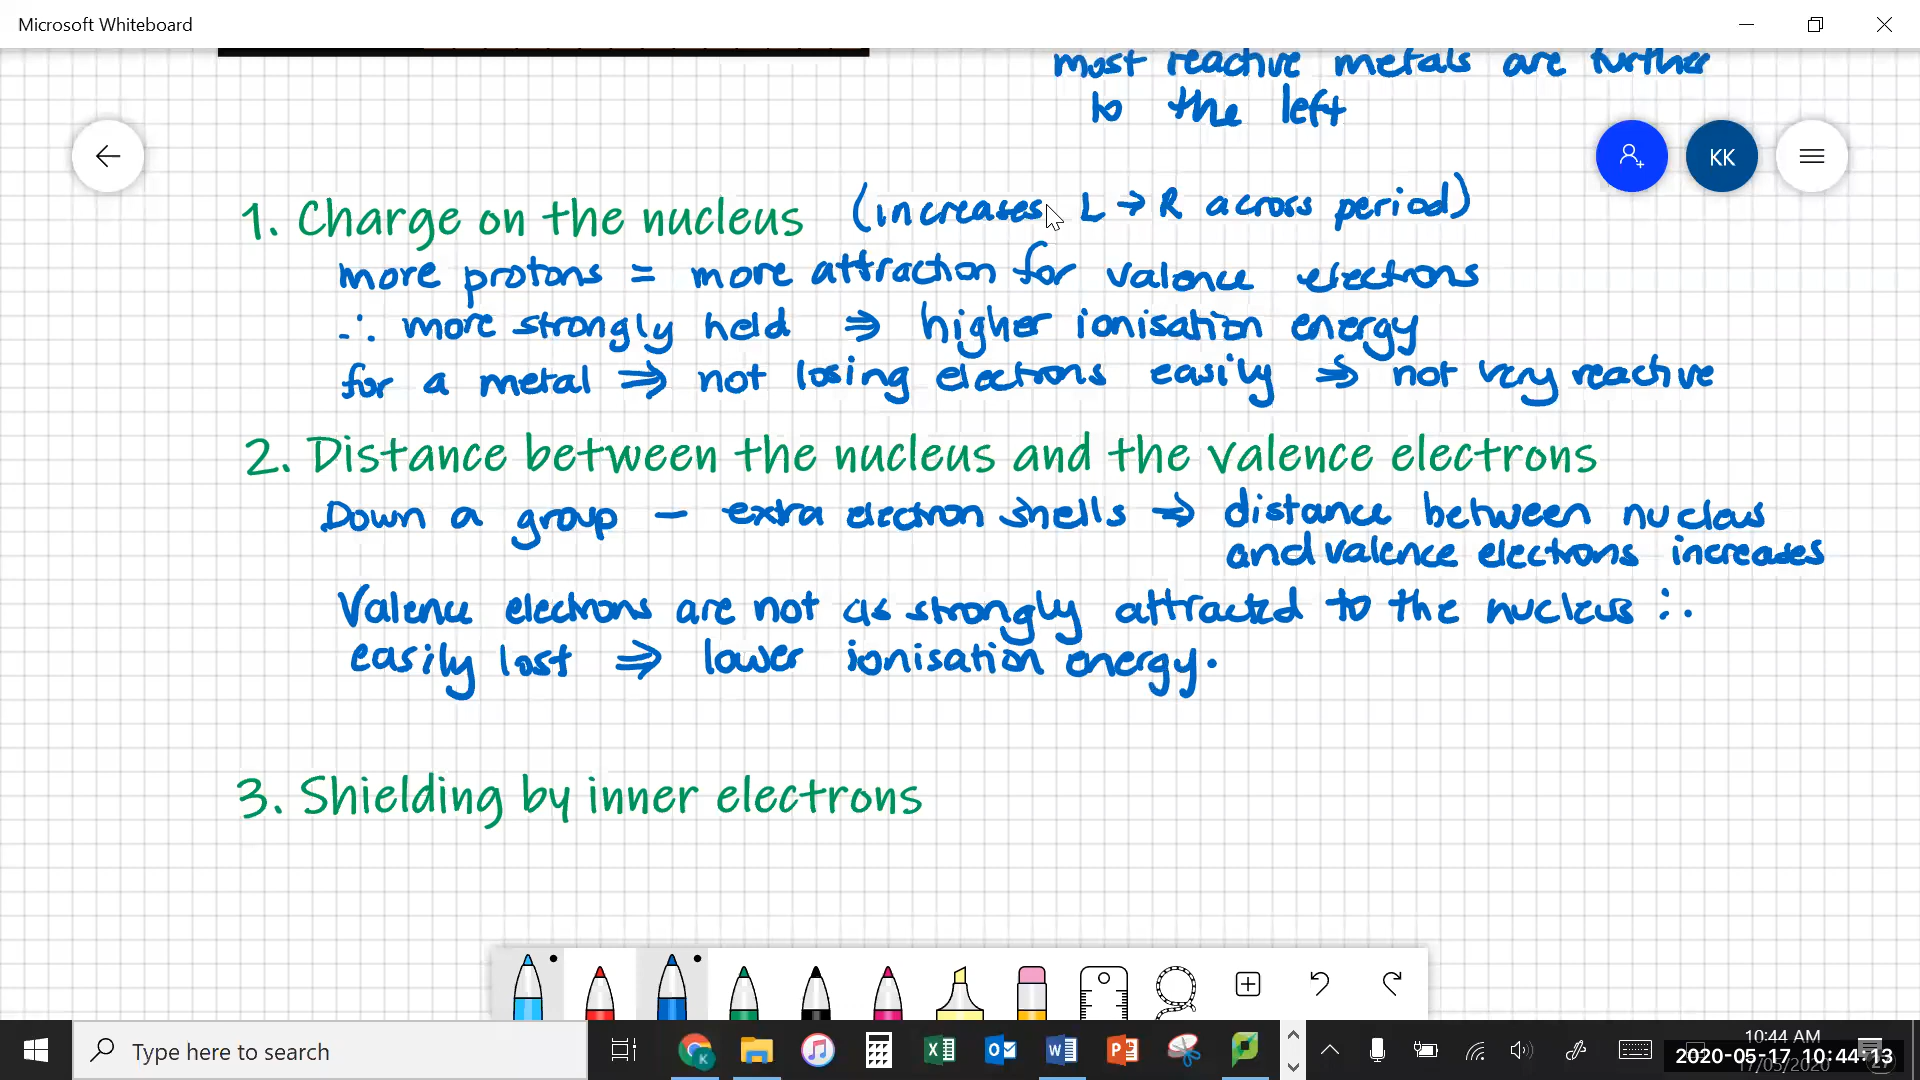 Microsoft Whiteboard
most reactive metals are further
to the left
KK
1. Charge on the nucleus (increases L → R across period)
more protons = more attraction for valence electrons
∴ more strongly held ⇒ higher ionisation energy
for a metal ⇒ not losing electrons easily ⇒ not very reactive
2. Distance between the nucleus and the valence electrons
Down a group – extra electron shells ⇒ distance between nucleus
and valence electrons increases
Valence electrons are not as strongly attracted to the nucleus ∴
easily lost ⇒ lower ionisation energy.
3. Shielding by inner electrons
Type here to search
10:44 AM
2020-05-17 10:44:13
17/05/2020
27